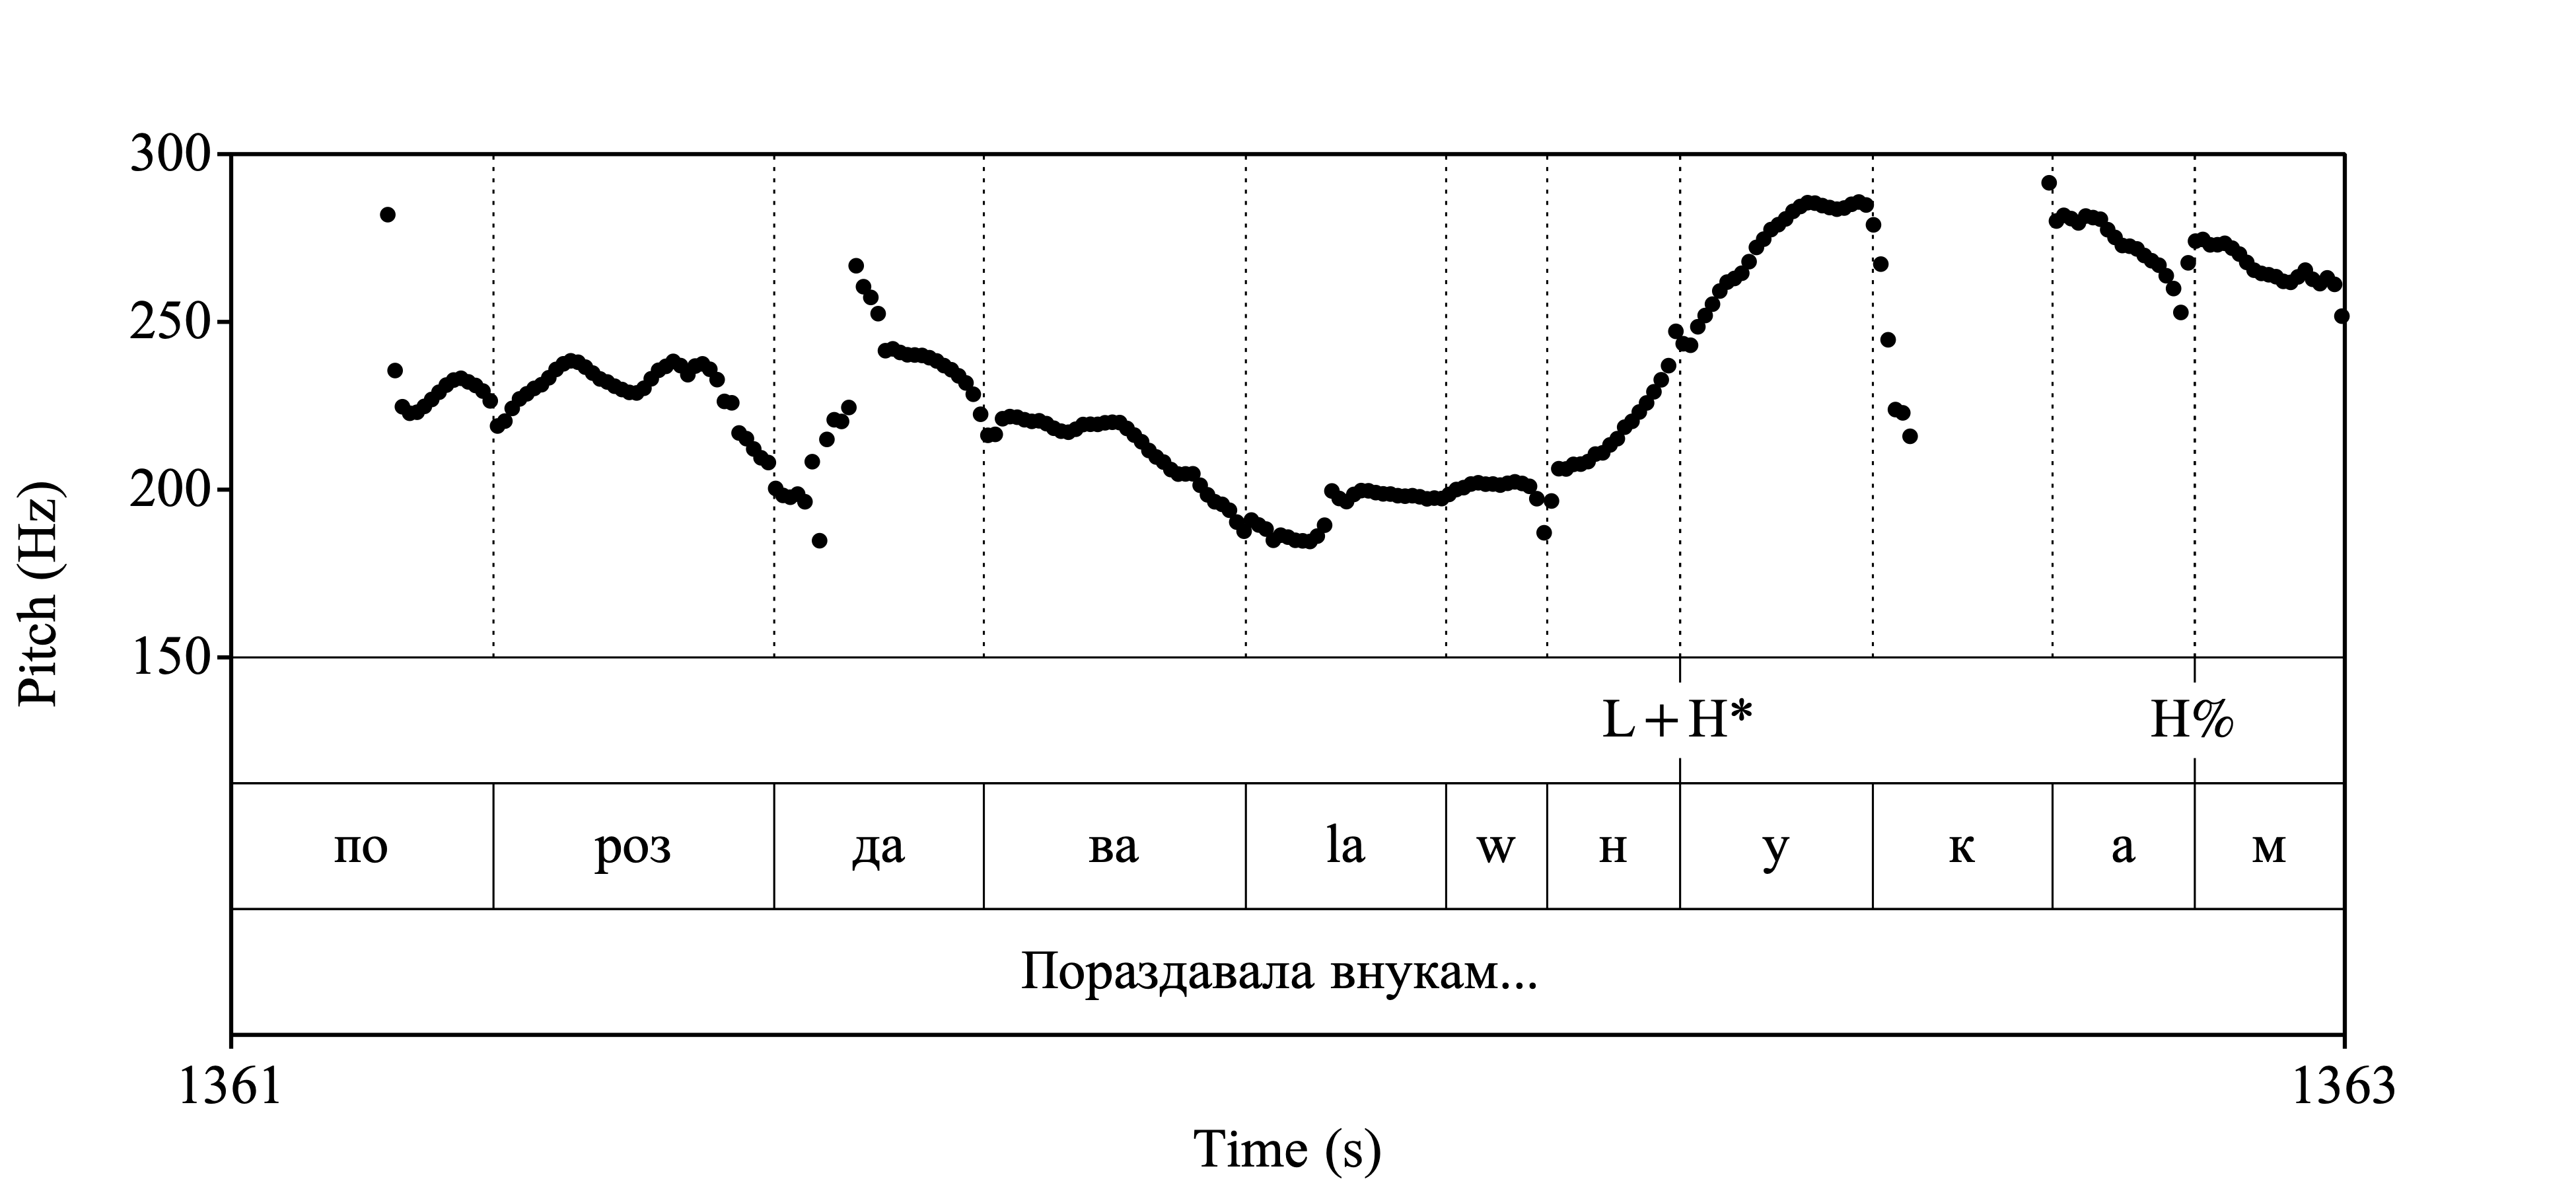 300
250
200
150
Pitch (Hz)
L+H* H%
по роз да ва la w н у к а м
Пораздавала внукам...
1361 1363
Time (s)